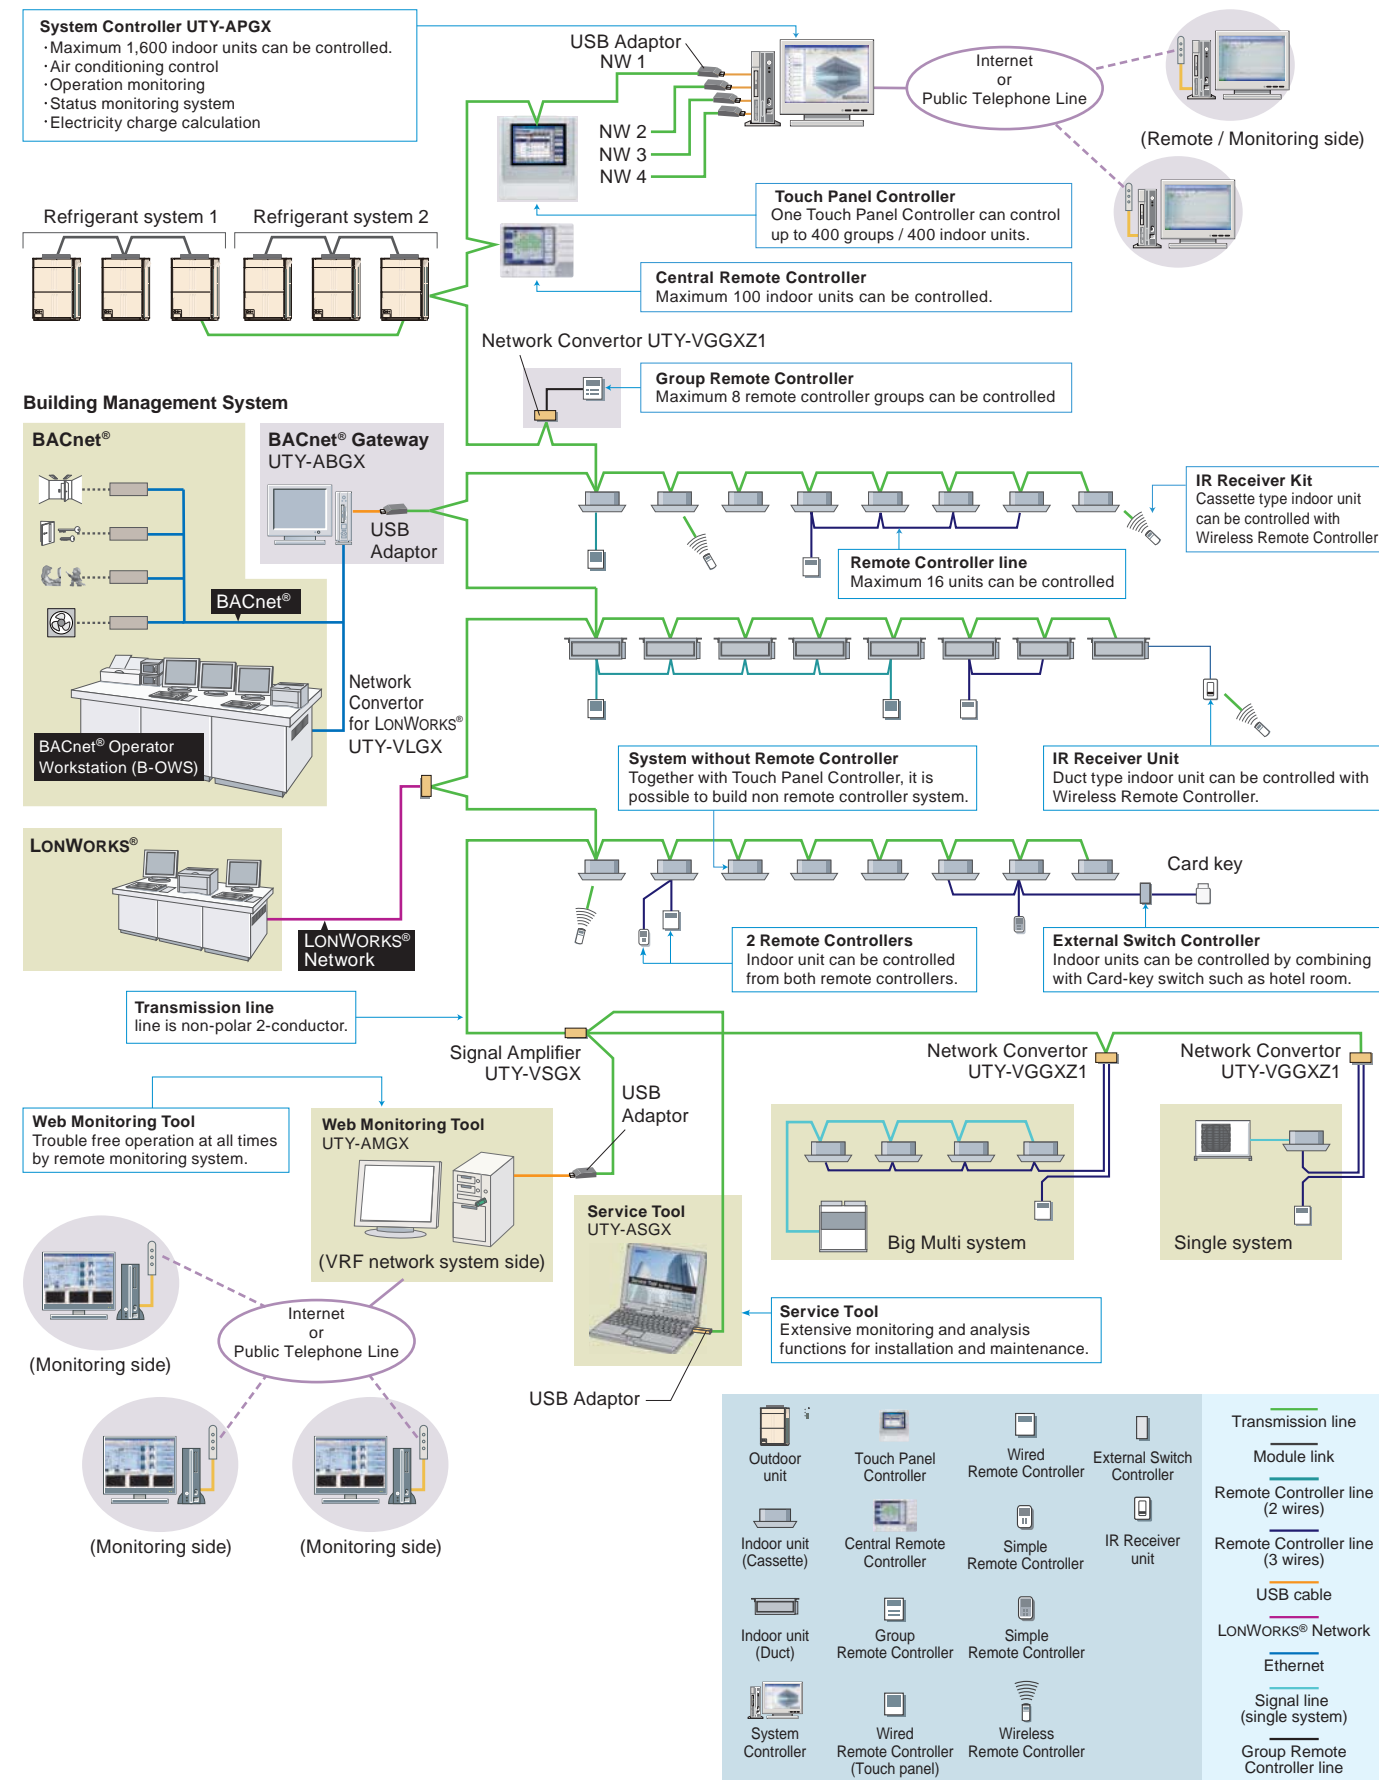 System Controller UTY-APGX
･Maximum 1,600 indoor units can be controlled.
･Air conditioning control
･Operation monitoring
･Status monitoring system
･Electricity charge calculation
USB Adaptor
NW 1
NW 2
NW 3
NW 4
Internet
or
Public Telephone Line
(Remote / Monitoring side)
Touch Panel Controller
One Touch Panel Controller can control
up to 400 groups / 400 indoor units.
Refrigerant system 1
Refrigerant system 2
Central Remote Controller
Maximum 100 indoor units can be controlled.
Network Convertor UTY-VGGXZ1
Group Remote Controller
Maximum 8 remote controller groups can be controlled
Building Management System
BACnet®
BACnet® Gateway
UTY-ABGX
USB
Adaptor
BACnet®
IR Receiver Kit
Cassette type indoor unit
can be controlled with
Wireless Remote Controller
Remote Controller line
Maximum 16 units can be controlled
BACnet® Operator
Workstation (B-OWS)
Network
Convertor
for LONWORKS®
UTY-VLGX
System without Remote Controller
Together with Touch Panel Controller, it is
possible to build non remote controller system.
IR Receiver Unit
Duct type indoor unit can be controlled with
Wireless Remote Controller.
LONWORKS®
LONWORKS®
Network
Card key
2 Remote Controllers
Indoor unit can be controlled
from both remote controllers.
External Switch Controller
Indoor units can be controlled by combining
with Card-key switch such as hotel room.
Transmission line
line is non-polar 2-conductor.
Signal Amplifier
UTY-VSGX
Network Convertor
UTY-VGGXZ1
Network Convertor
UTY-VGGXZ1
USB
Adaptor
Web Monitoring Tool
Trouble free operation at all times
by remote monitoring system.
Web Monitoring Tool
UTY-AMGX
(VRF network system side)
Service Tool
UTY-ASGX
Big Multi system
Single system
Service Tool
Extensive monitoring and analysis
functions for installation and maintenance.
Internet
or
Public Telephone Line
(Monitoring side)
USB Adaptor
(Monitoring side)
(Monitoring side)
Outdoor
unit
Touch Panel
Controller
Wired
Remote Controller
External Switch
Controller
Indoor unit
(Cassette)
Central Remote
Controller
Simple
Remote Controller
IR Receiver
unit
Indoor unit
(Duct)
Group
Remote Controller
Simple
Remote Controller
System
Controller
Wired
Remote Controller
(Touch panel)
Wireless
Remote Controller
Transmission line
Module link
Remote Controller line
(2 wires)
Remote Controller line
(3 wires)
USB cable
LONWORKS® Network
Ethernet
Signal line
(single system)
Group Remote
Controller line